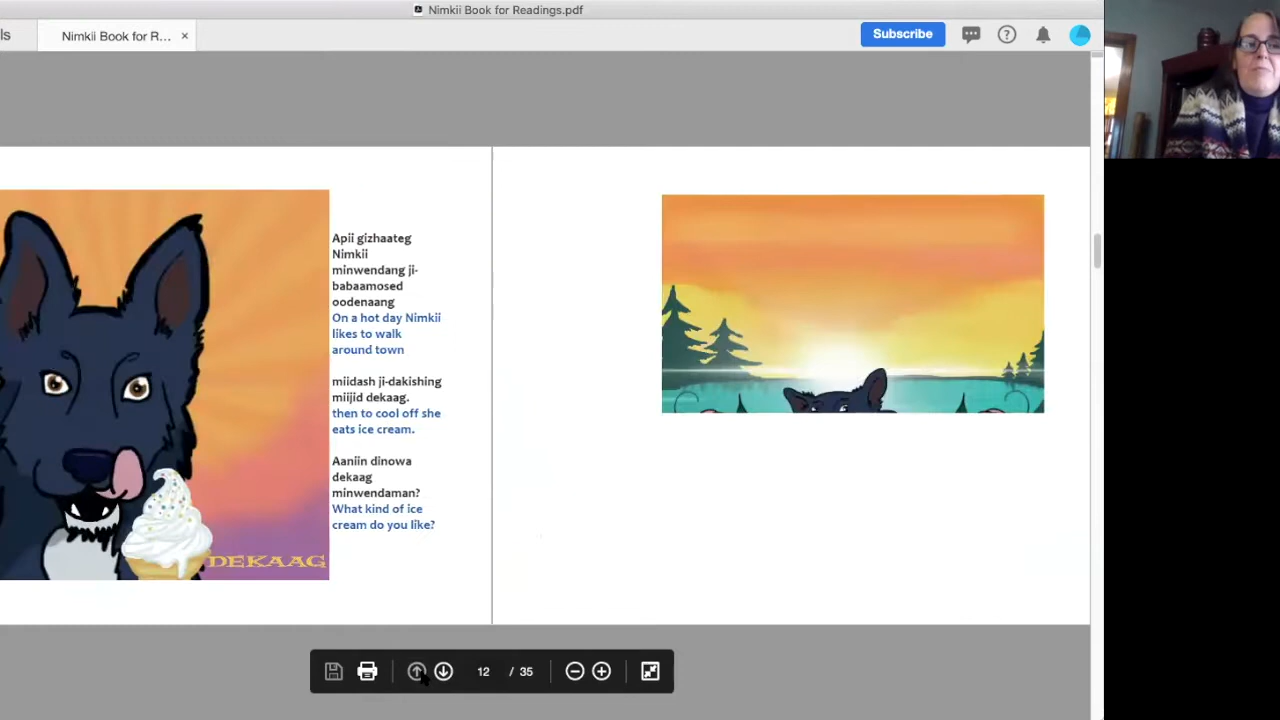 Nimkii Book for Readings.pdf
ls
Nimkii Book for R... ×
Subscribe
Apii gizhaateg
Nimkii
minwendang ji-
babaamosed
oodenaang
On a hot day Nimkii
likes to walk
around town
miidash ji-dakishing
miijid dekaag.
then to cool off she
eats ice cream.
Aaniin dinowa
dekaag
minwendaman?
What kind of ice
cream do you like?
DEKAAG
12 / 35